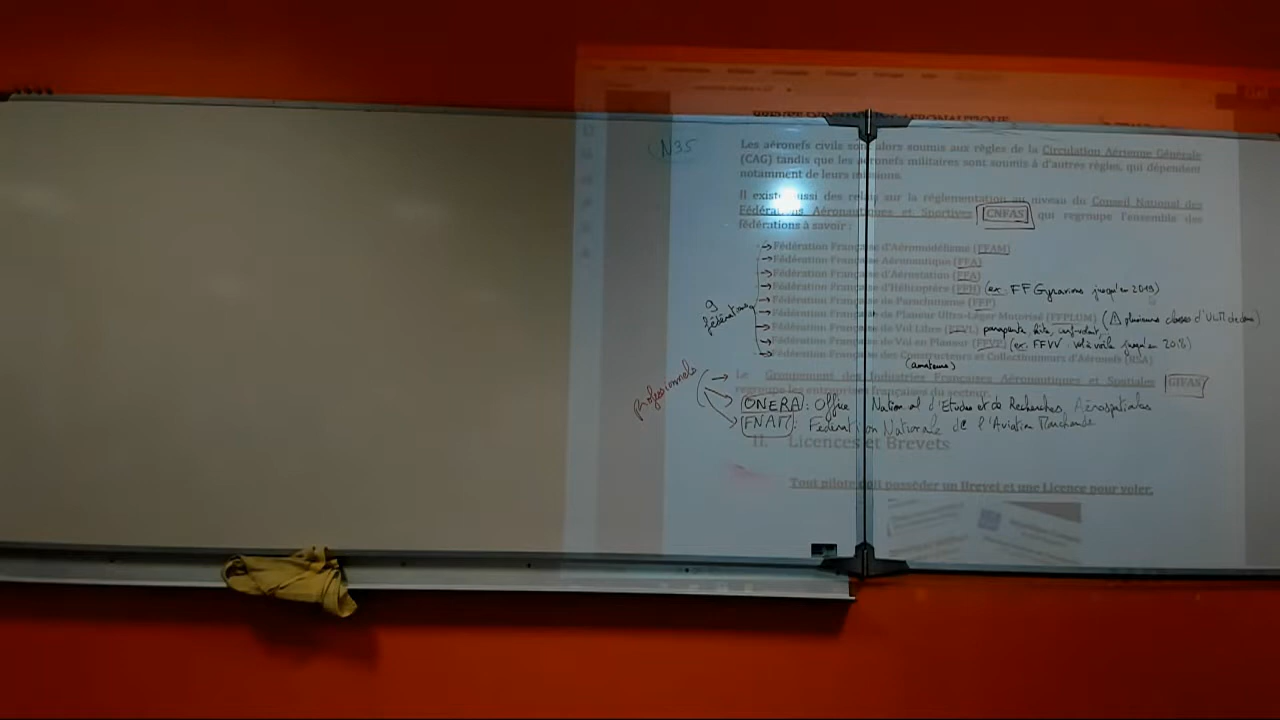 N35
Les aéronefs civils sont alors soumis aux règles de la Circulation Aérienne Générale
(CAG) tandis que les aéronefs militaires sont soumis à d'autres règles, qui dépendent
notamment de leurs missions.
Il existe aussi des relais sur la réglementation au niveau du Conseil National des
Fédérations Aéronautiques et Sportives CNFAS qui regroupe l'ensemble des
fédérations à savoir :
9 fédérations
→ Fédération Française d'Aéromodélisme (FFAM)
→ Fédération Française Aéronautique (FFA)
→ Fédération Française d'Aérostation (FFA)
→ Fédération Française d'Hélicoptère (FFH) (ex FF Gyravions jusqu'en 2019)
→ Fédération Française de Parachutisme (FFP)
→ Fédération Française de Planeur Ultra-Léger Motorisé (FFPLUM) (⚠ plusieurs classes d'ULM
→ Fédération Française de Vol Libre (FFVL) parapente
→ Fédération Française de Vol en Planeur (FFVP) (ex. FFVV vol à voile jusqu'en
→ Fédération Française des Constructeurs et Collectionneurs d'Aéronefs (RSA)
(amateurs)
professionnels
→ Le Groupement des Industries Françaises Aéronautiques et Spatiales GIFAS
regroupe les entreprises françaises du secteur.
→ ONERA : Office National d'Etudes et de Recherches Aérospatiales
→ FNAM : Fédération Nationale de l'Aviation Marchande
II. Licences et Brevets
Tout pilote doit posséder un Brevet et une Licence pour voler.